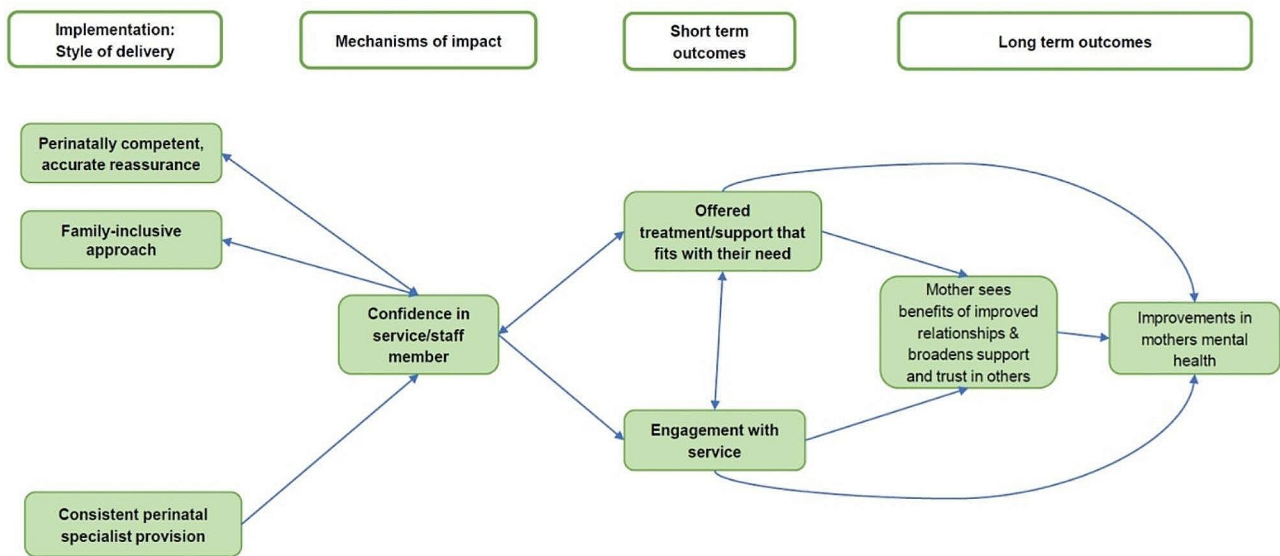 Implementation:
Style of delivery
Mechanisms of impact
Short term
outcomes
Long term outcomes
Perinatally competent,
accurate reassurance
Family-inclusive
approach
Confidence in
service/staff
member
Consistent perinatal
specialist provision
Offered
treatment/support that
fits with their need
Engagement with
service
Mother sees
benefits of improved
relationships &
broadens support
and trust in others
Improvements in
mothers mental
health